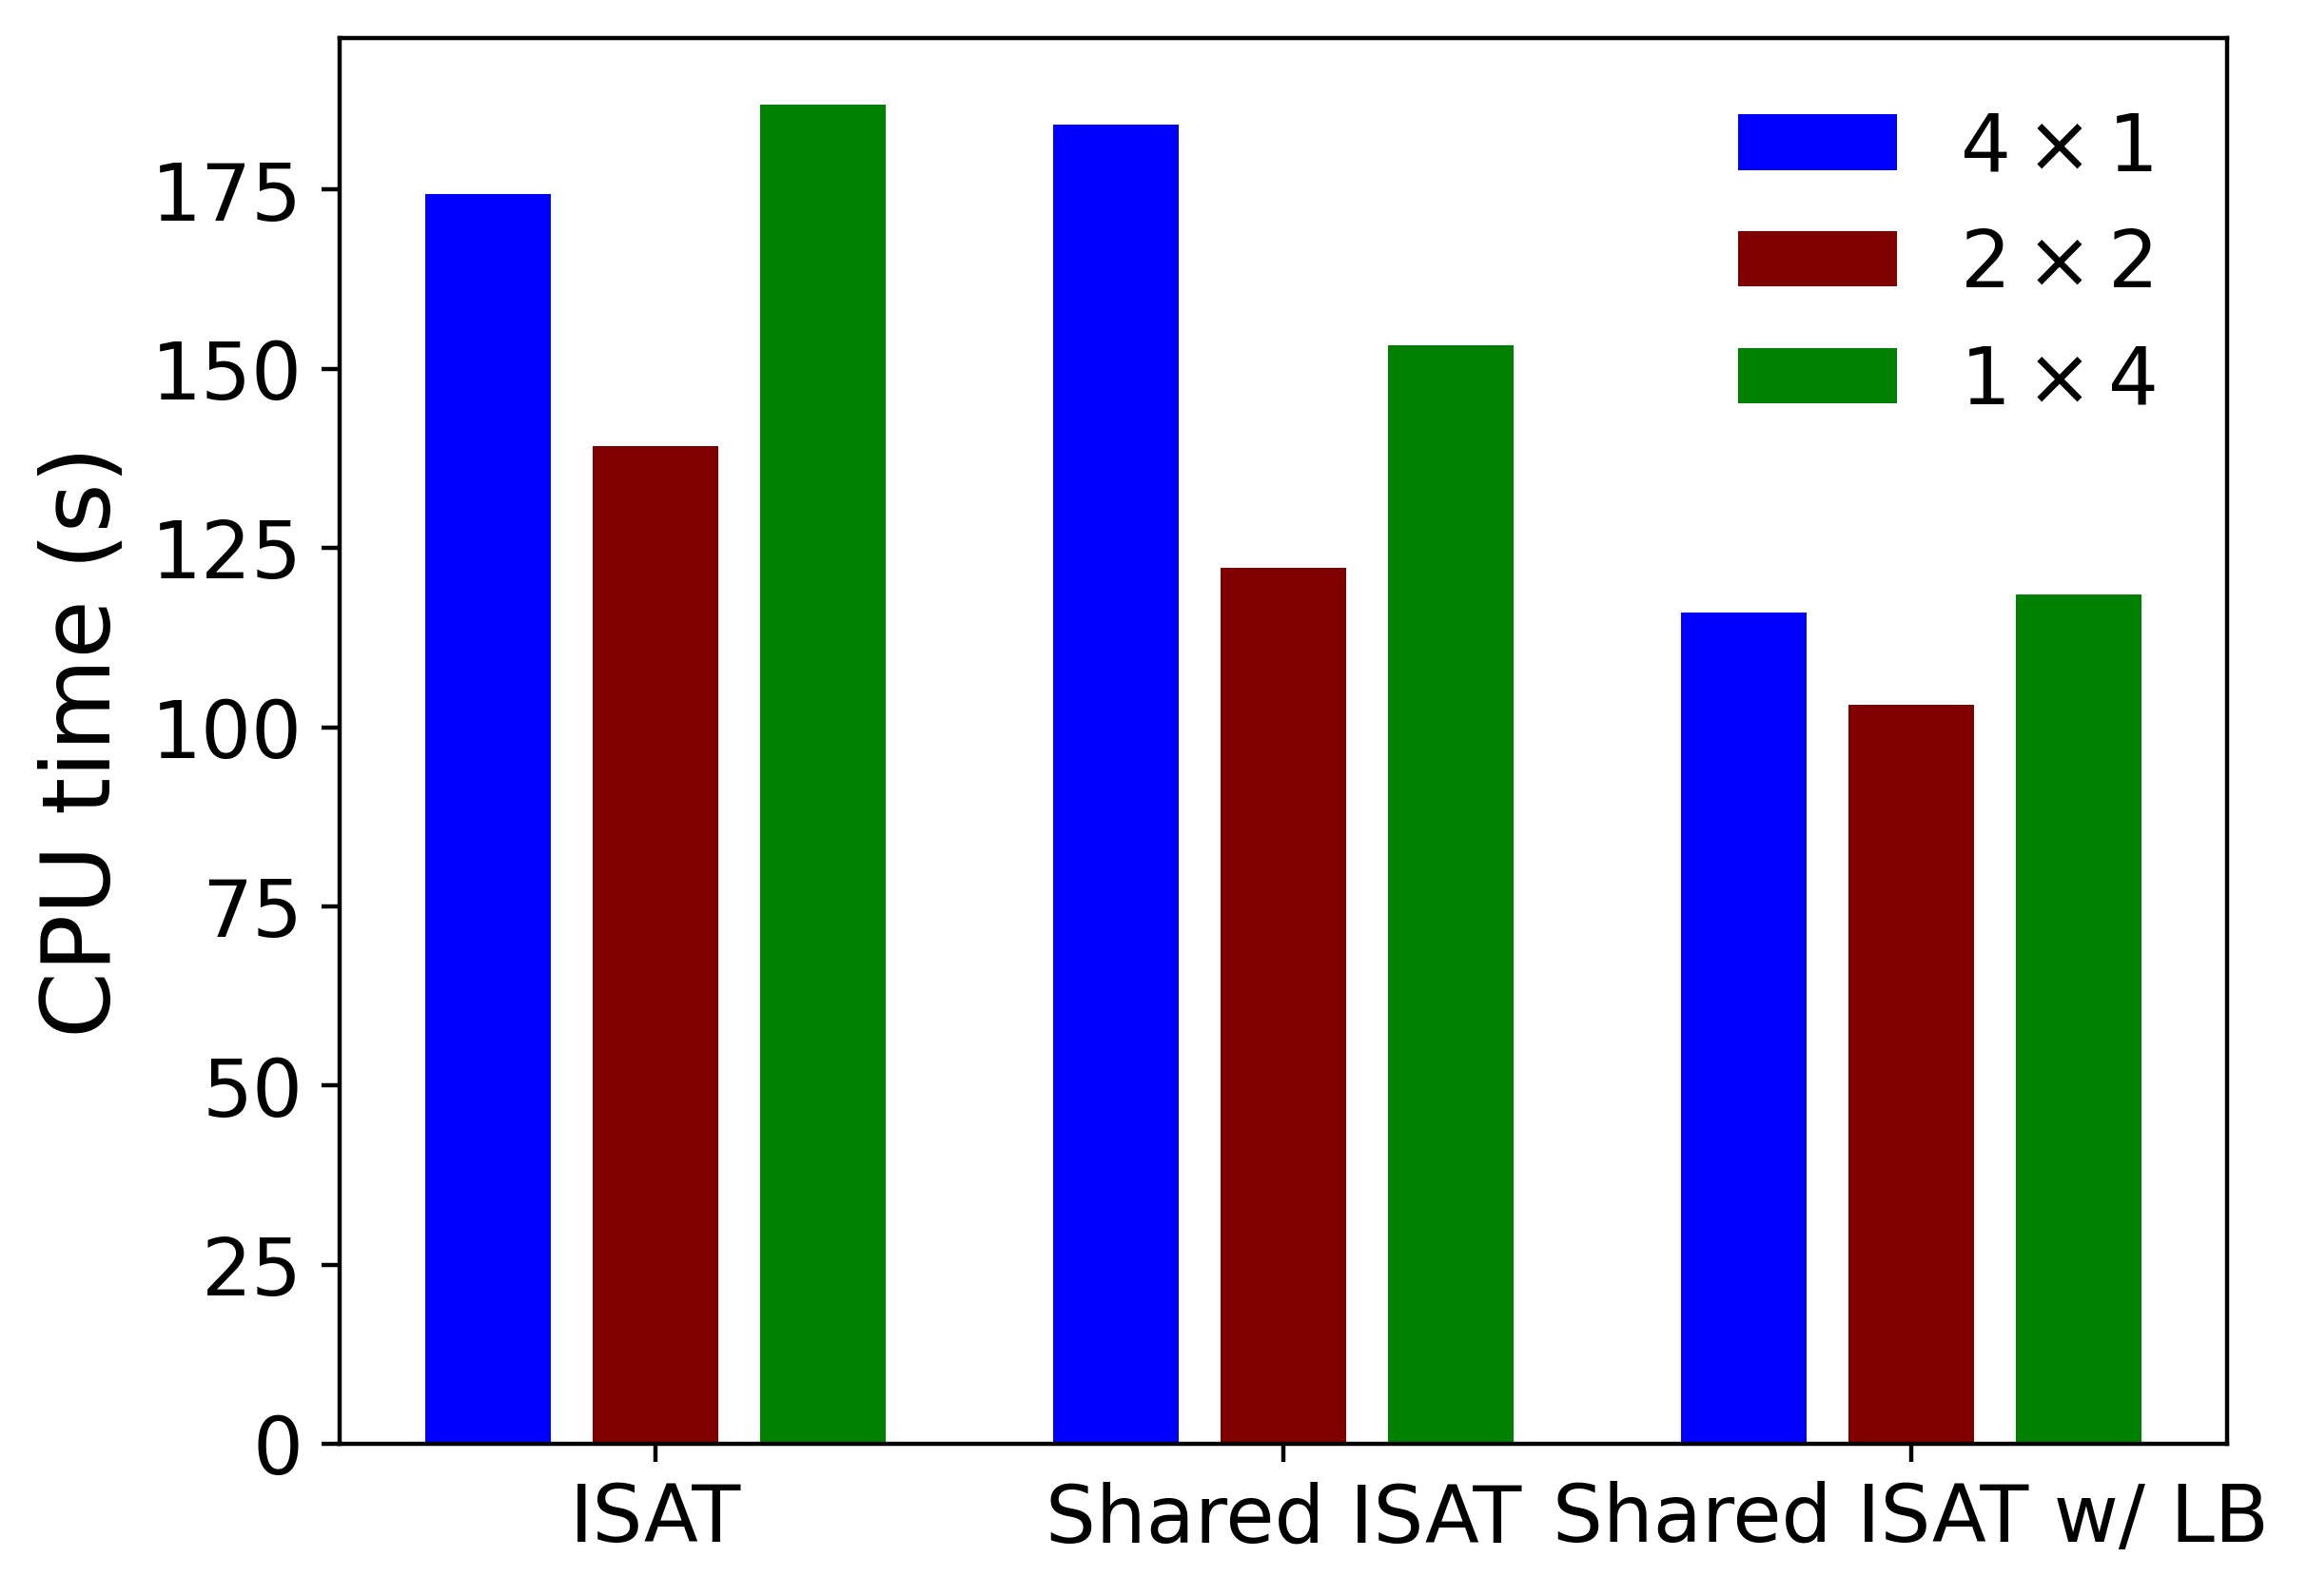 4 × 1
2 × 2
1 × 4
CPU time (s)
175
150
125
100
75
50
25
0
ISAT
Shared ISAT
Shared ISAT w/ LB